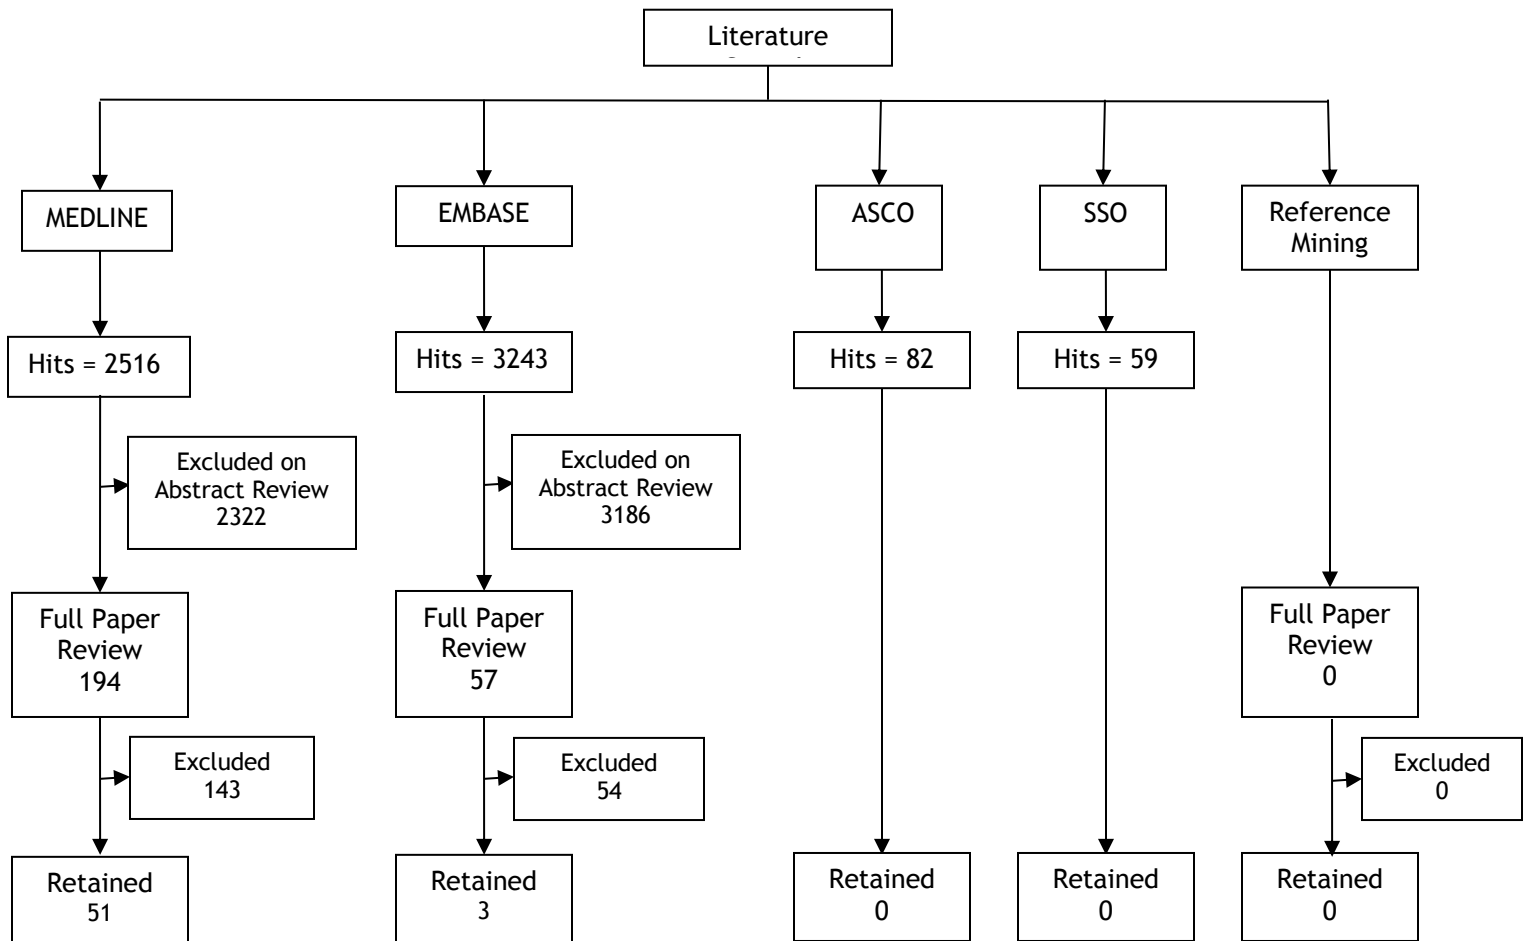 Literature
MEDLINE
EMBASE
ASCO
SSO
Reference
Mining
Hits = 2516
Hits = 3243
Hits = 82
Hits = 59
Excluded on
Abstract Review
2322
Excluded on
Abstract Review
3186
Full Paper
Review
194
Full Paper
Review
57
Full Paper
Review
0
Excluded
143
Excluded
54
Excluded
0
Retained
51
Retained
3
Retained
0
Retained
0
Retained
0